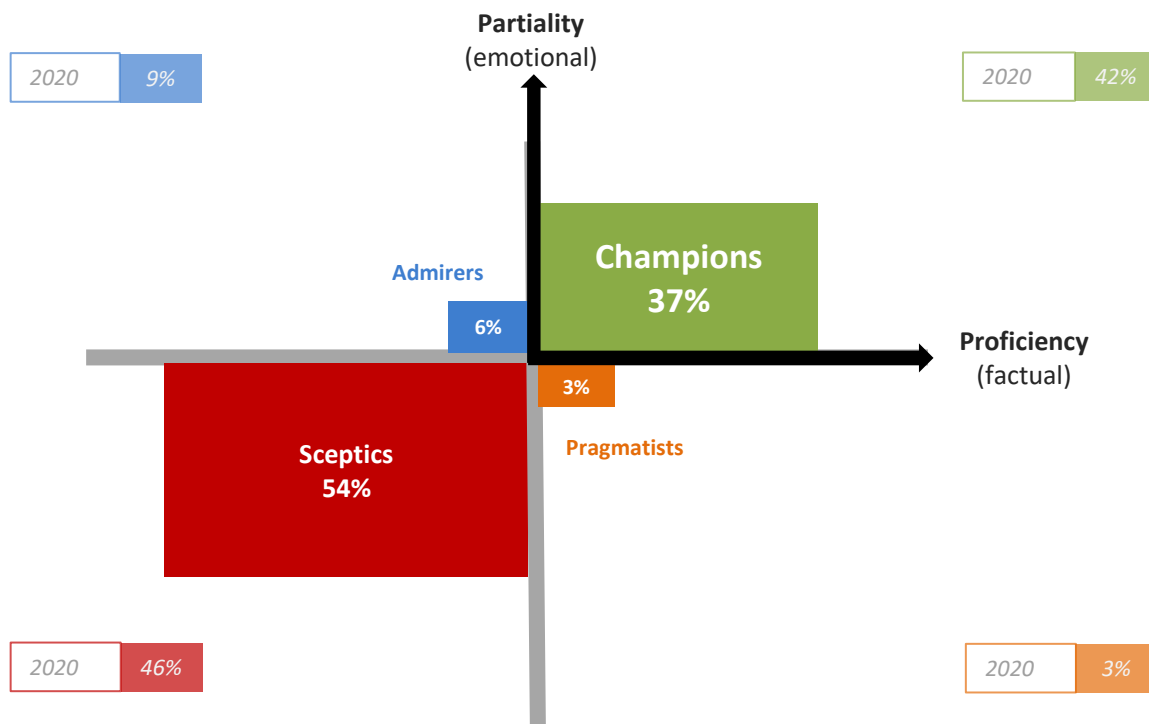 Partiality
(emotional)
2020 9%
2020 42%
Admirers
6%
Champions
37%
Proficiency
(factual)
3%
Pragmatists
Sceptics
54%
2020 46%
2020 3%